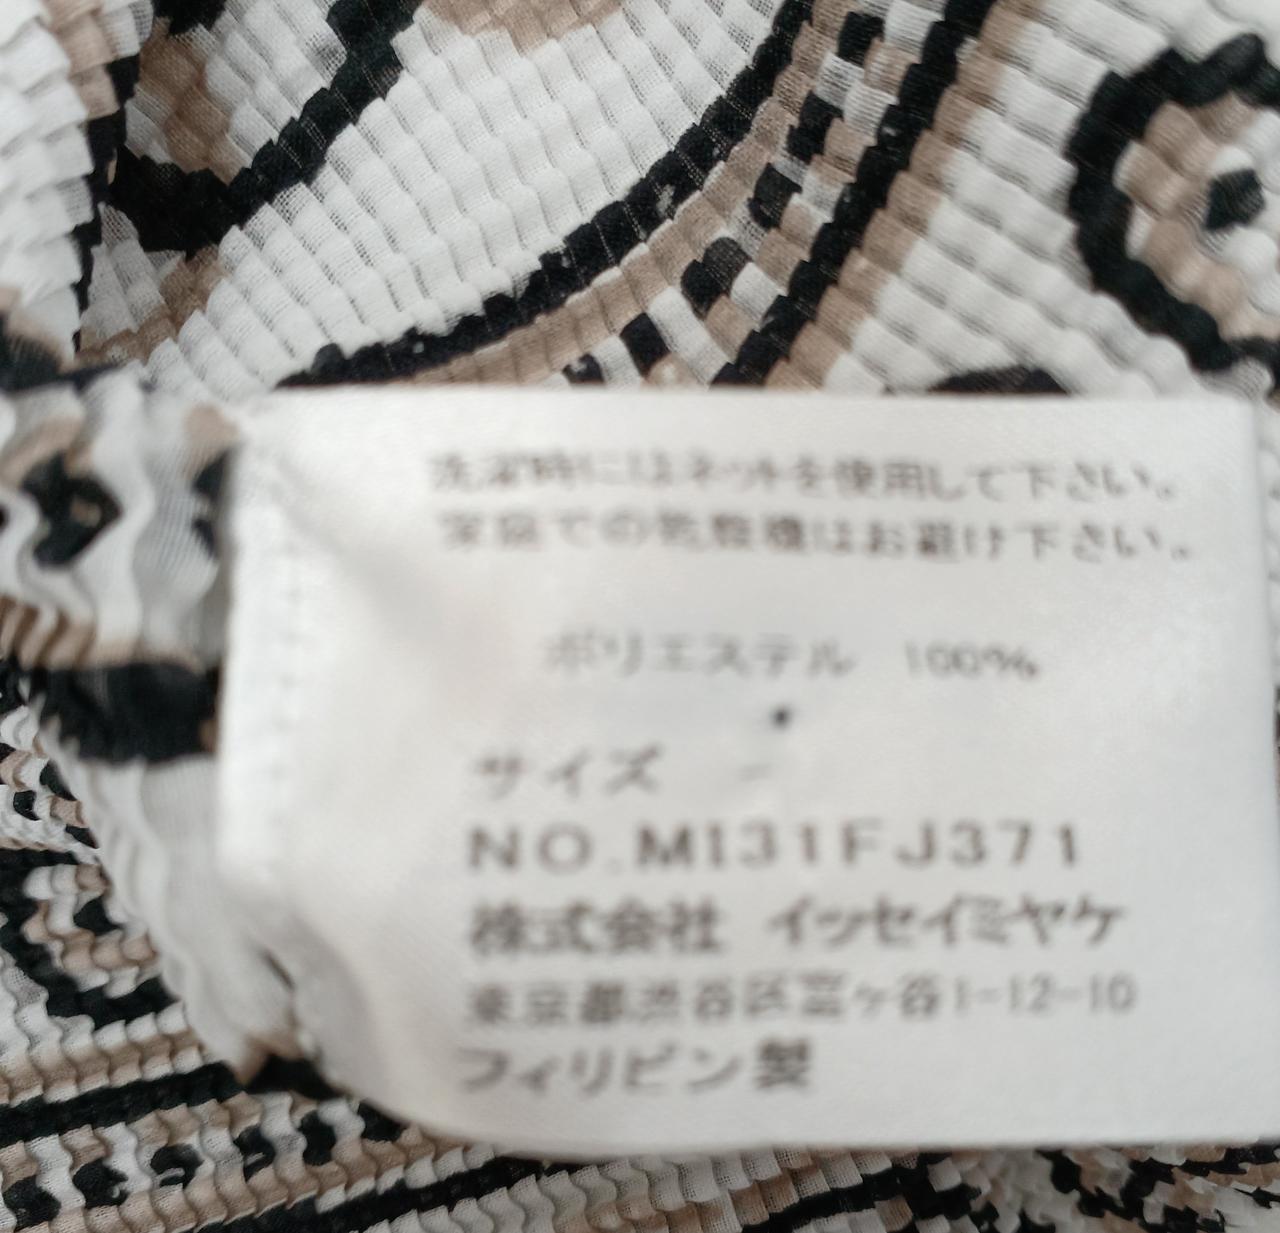 洗濯時にはネットを使用して下さい。
家庭での乾燥機はお避け下さい。
ポリエステル 100%
サイズ -
NO.MI31FJ371
株式会社 イッセイミヤケ
東京都渋谷区富ヶ谷1-12-10
フィリピン製